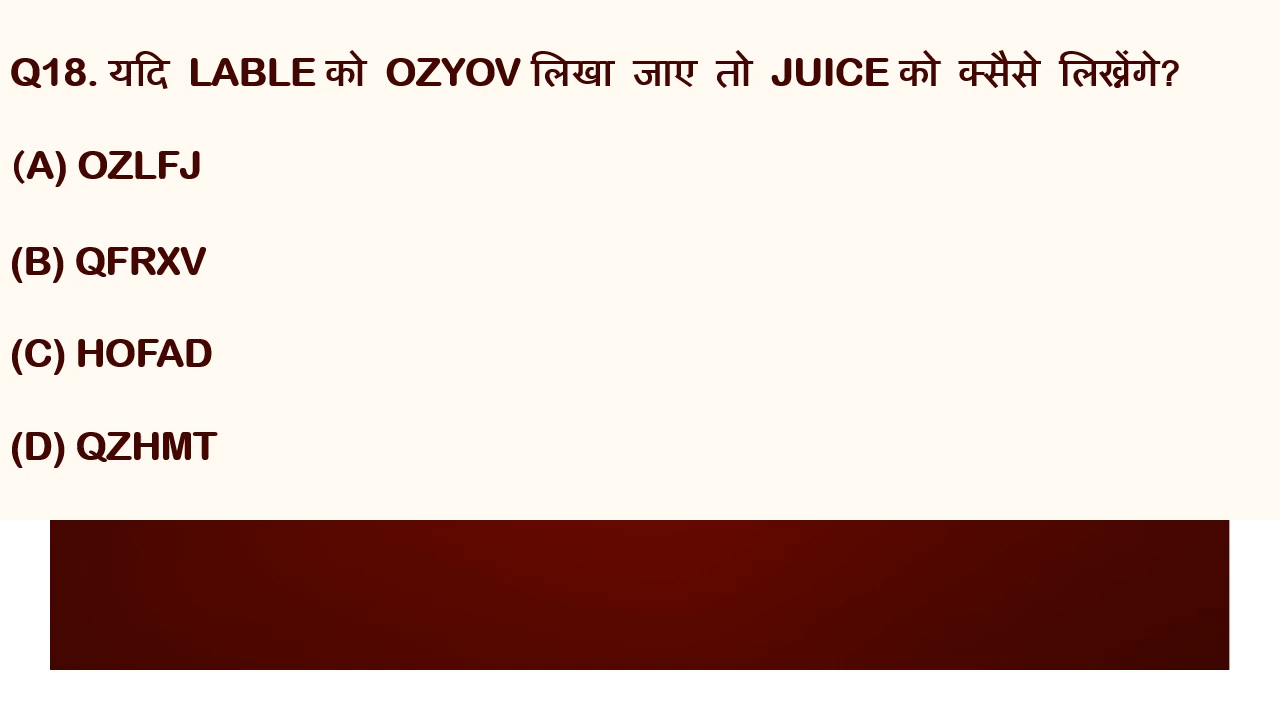 Q18. यदि LABLE को OZYOV लिखा जाए तो JUICE को क्सैसे लिख़ेंगे?
(A) OZLFJ
(B) QFRXV
(C) HOFAD
(D) QZHMT